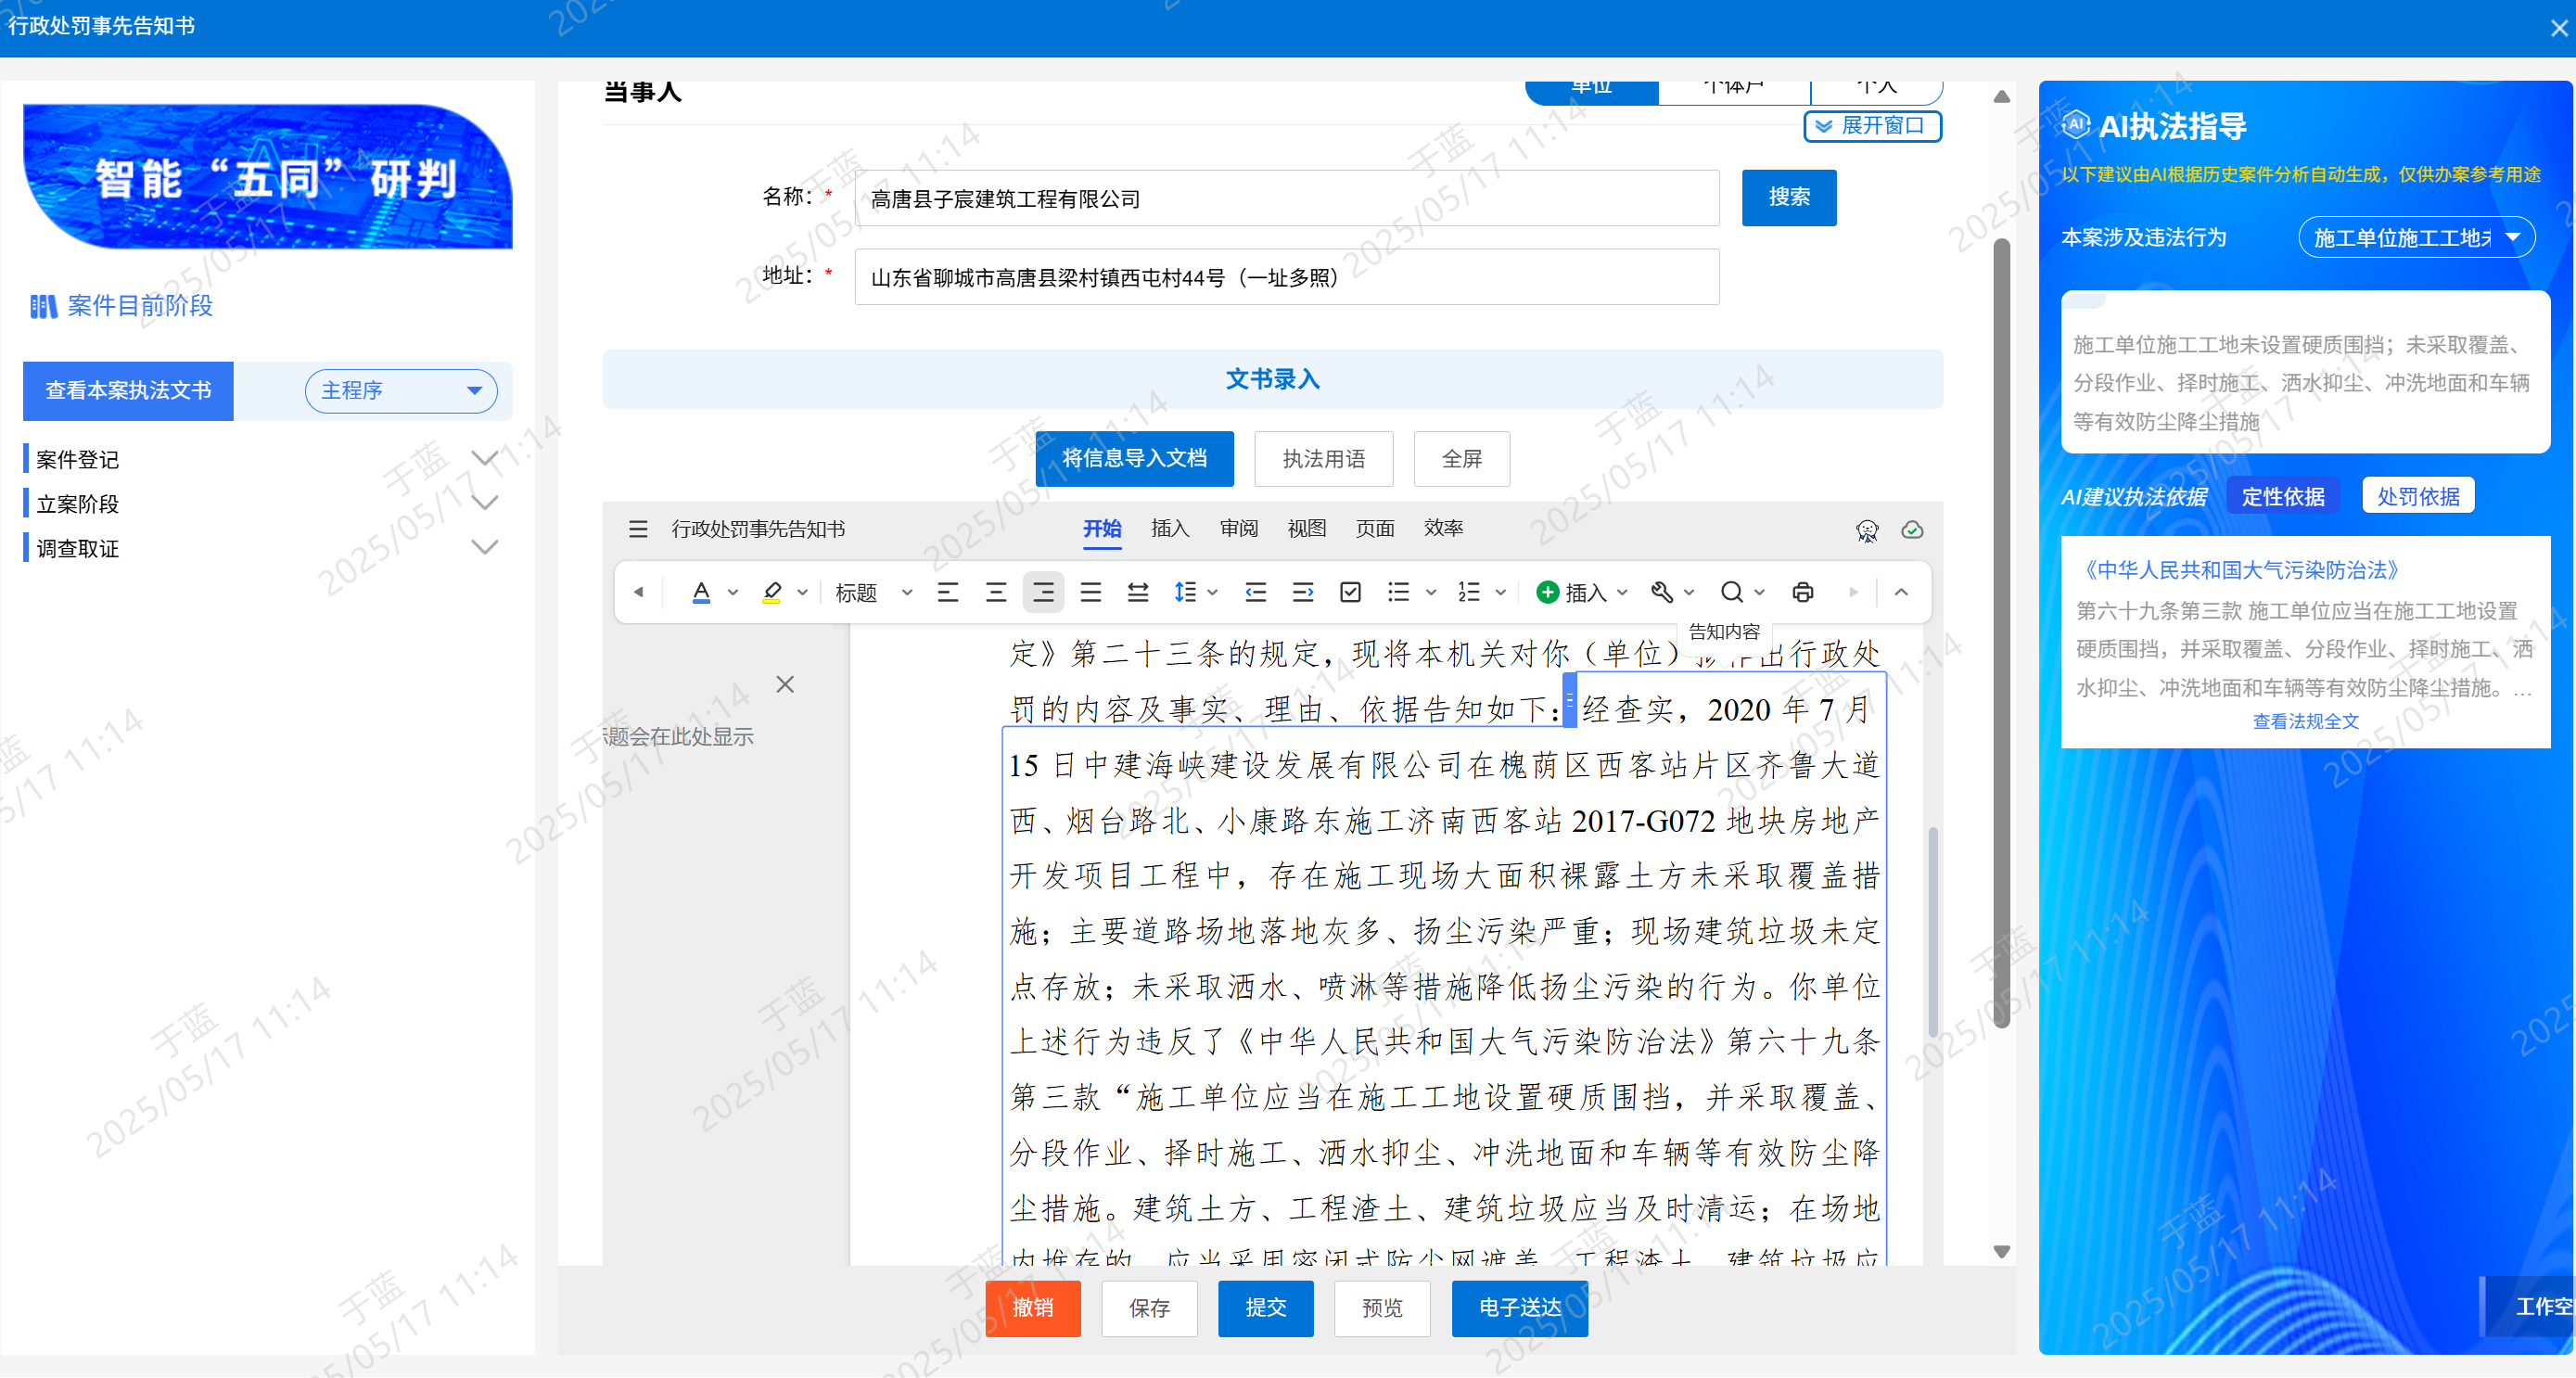 行政处罚事先告知书
智能“五同”研判
案件目前阶段
查看本案执法文书
主程序
案件登记
立案阶段
调查取证
当事人
单位
个体户
个人
展开窗口
名称：*
高唐县子宸建筑工程有限公司
搜索
地址：*
山东省聊城市高唐县梁村镇西屯村44号（一址多照）
文书录入
将信息导入文档
执法用语
全屏
行政处罚事先告知书
开始
插入
审阅
视图
页面
效率
标题
插入
告知内容
题会在此处显示
定》第二十三条的规定，现将本机关对你（单位）拟作出行政处
罚的内容及事实、理由、依据告知如下：经查实，2020 年 7 月
15 日中建海峡建设发展有限公司在槐荫区西客站片区齐鲁大道
西、烟台路北、小康路东施工济南西客站 2017-G072 地块房地产
开发项目工程中，存在施工现场大面积裸露土方未采取覆盖措
施；主要道路场地落地灰多、扬尘污染严重；现场建筑垃圾未定
点存放；未采取洒水、喷淋等措施降低扬尘污染的行为。你单位
上述行为违反了《中华人民共和国大气污染防治法》第六十九条
第三款“施工单位应当在施工工地设置硬质围挡，并采取覆盖、
分段作业、择时施工、洒水抑尘、冲洗地面和车辆等有效防尘降
尘措施。建筑土方、工程渣土、建筑垃圾应当及时清运；在场地
内堆存的，应当采用密闭式防尘网遮盖。工程渣土、建筑垃圾应
撤销
保存
提交
预览
电子送达
AI执法指导
以下建议由AI根据历史案件分析自动生成，仅供办案参考用途
本案涉及违法行为
施工单位施工工地未
施工单位施工工地未设置硬质围挡；未采取覆盖、
分段作业、择时施工、洒水抑尘、冲洗地面和车辆
等有效防尘降尘措施
AI建议执法依据
定性依据
处罚依据
《中华人民共和国大气污染防治法》
第六十九条第三款 施工单位应当在施工工地设置
硬质围挡，并采取覆盖、分段作业、择时施工、洒
水抑尘、冲洗地面和车辆等有效防尘降尘措施。...
查看法规全文
工作空
于蓝
2025/05/17 11:14